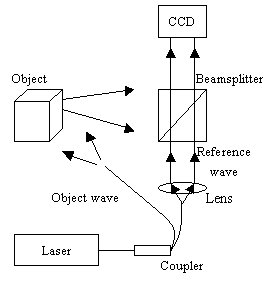 CCD
Object
Beamsplitter
Reference
wave
Object wave
Lens
Laser
Coupler